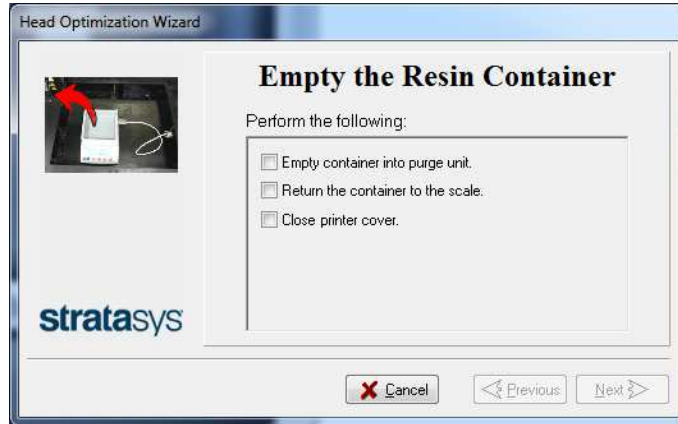 Head Optimization Wizard
Empty the Resin Container
Perform the following:
Empty container into purge unit.
Return the container to the scale.
Close printer cover.
stratasys
Cancel
Previous
Next